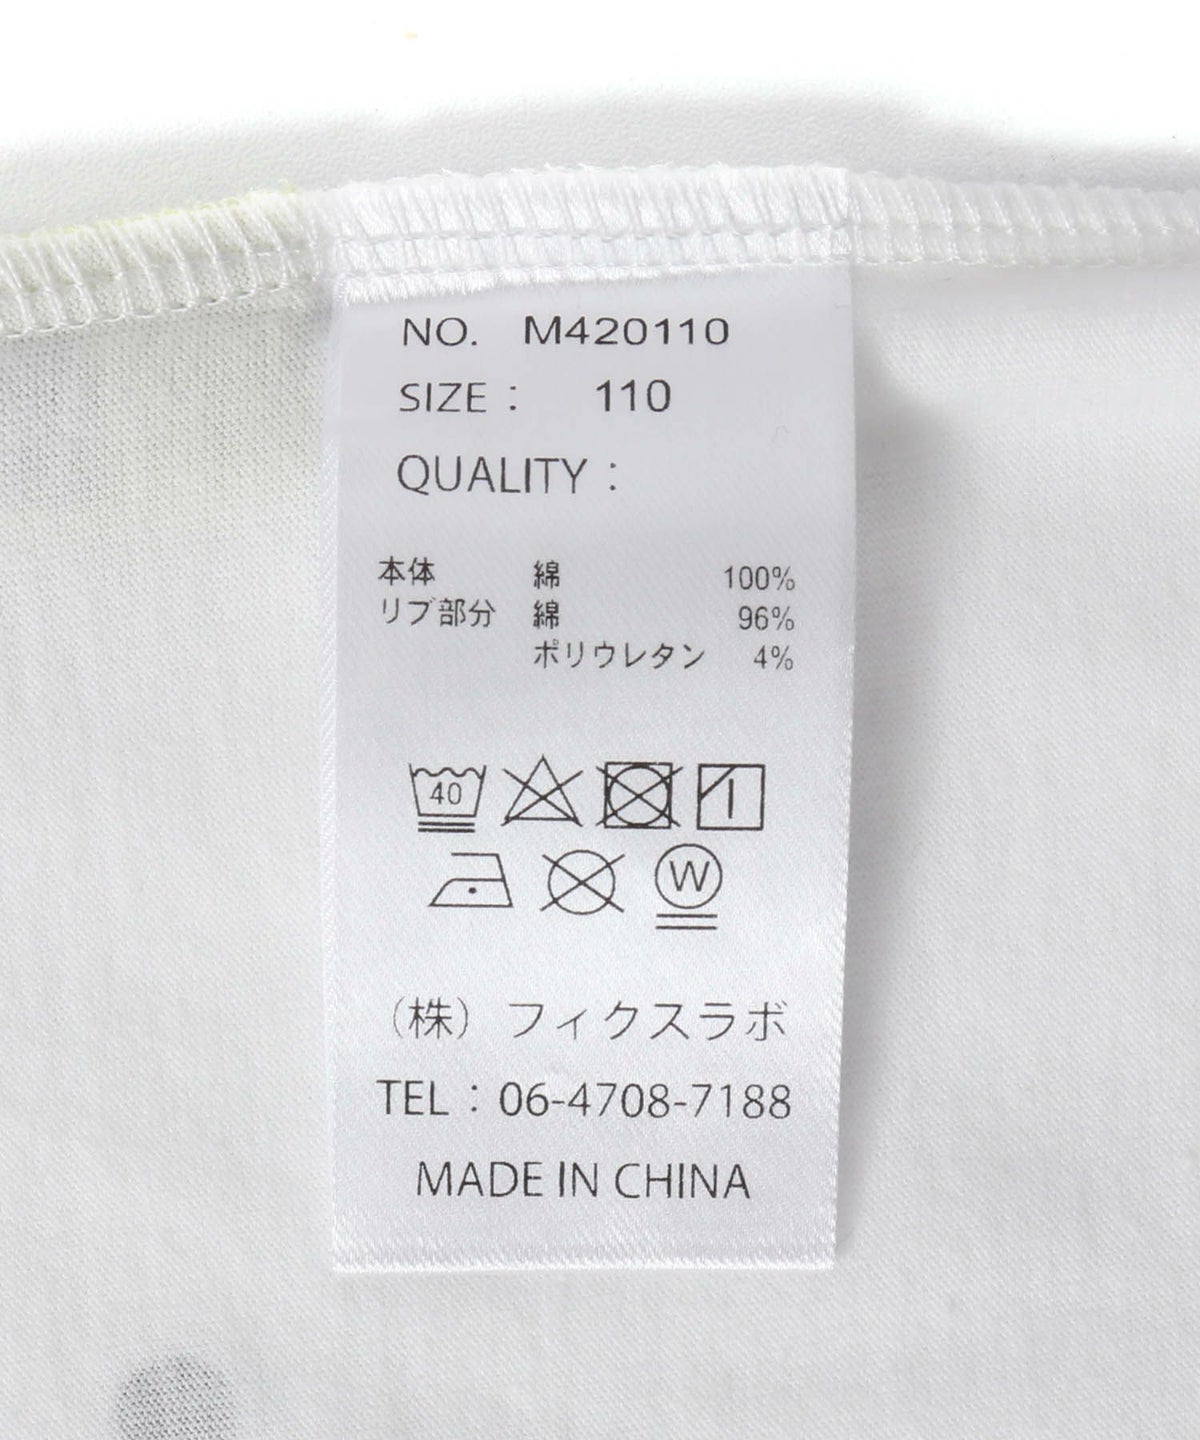 NO. M420110
SIZE : 110
QUALITY :
本体 綿 100%
リブ部分 綿 96%
ポリウレタン 4%
40
W
(株) フィクスラボ
TEL : 06-4708-7188
MADE IN CHINA